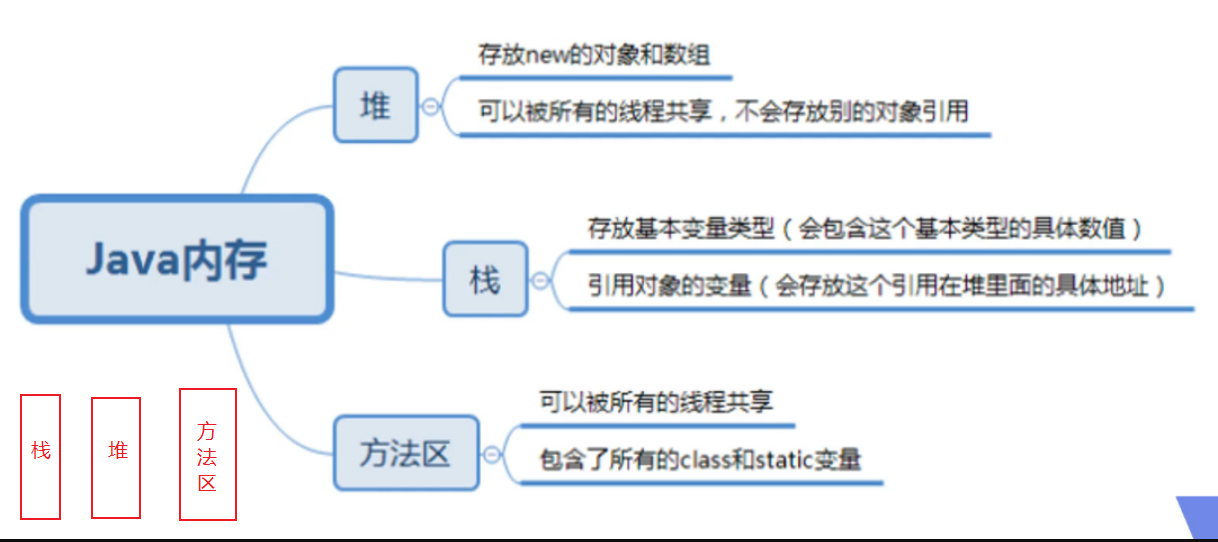 存放new的对象和数组
堆
可以被所有的线程共享，不会存放别的对象引用
Java内存
存放基本变量类型（会包含这个基本类型的具体数值）
栈
引用对象的变量（会存放这个引用在堆里面的具体地址）
可以被所有的线程共享
方法区
包含了所有的class和static变量
栈
堆
方
法
区